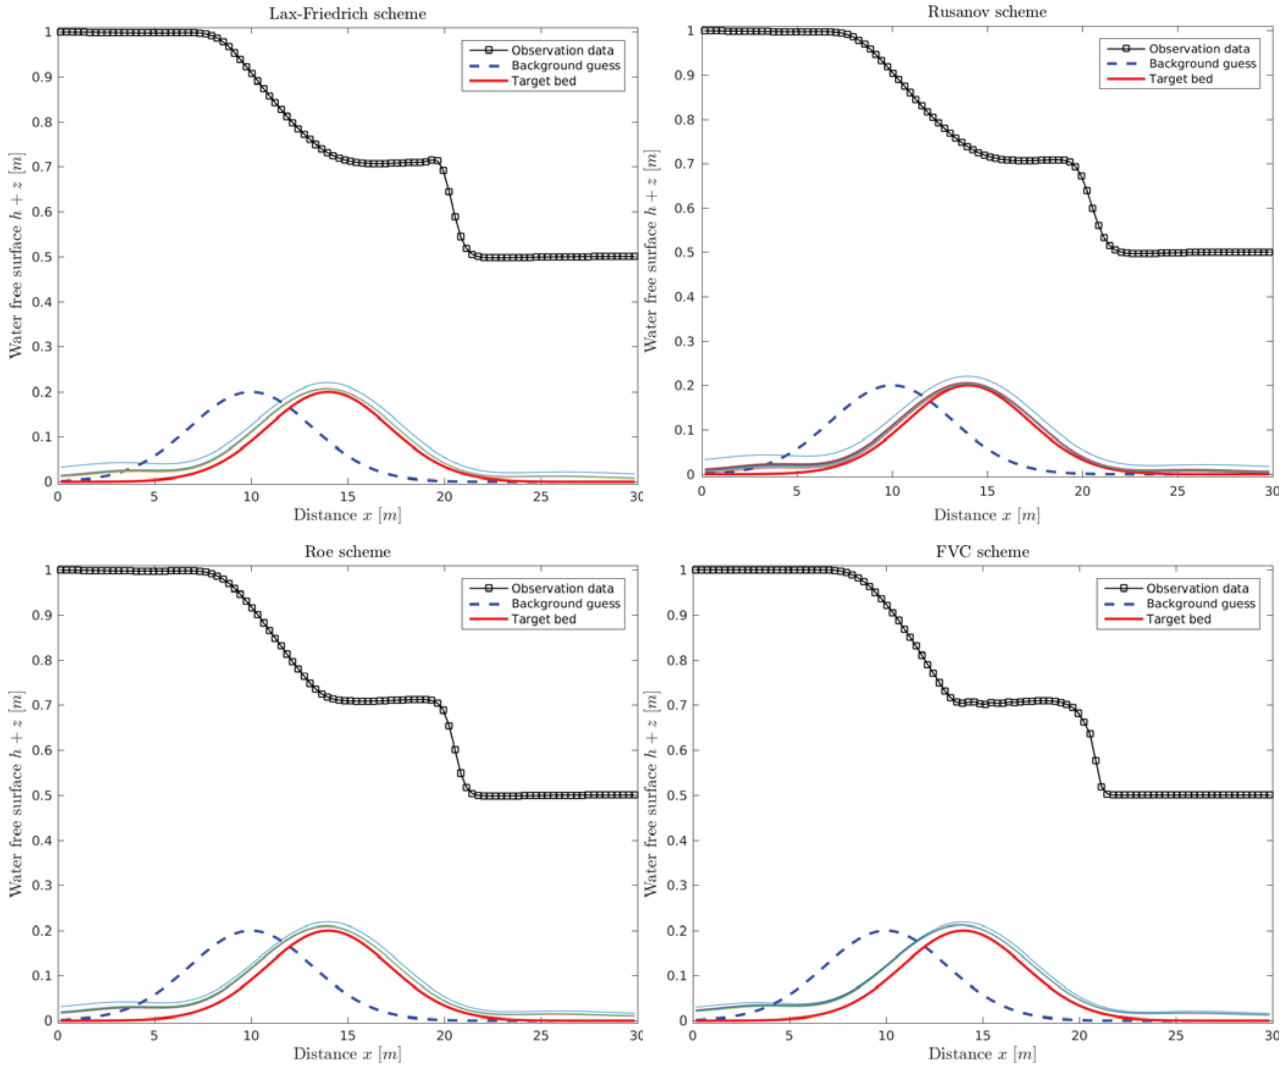 Lax-Friedrich scheme
Observation data
Background guess
Target bed
1
0.9
0.8
0.7
0.6
0.5
0.4
0.3
0.2
0.1
0
Water free surface h + z [m]
0 5 10 15 20 25 30
Distance x [m]
Rusanov scheme
Observation data
Background guess
Target bed
1
0.9
0.8
0.7
0.6
0.5
0.4
0.3
0.2
0.1
0
Water free surface h + z [m]
0 5 10 15 20 25 30
Distance x [m]
Roe scheme
Observation data
Background guess
Target bed
1
0.9
0.8
0.7
0.6
0.5
0.4
0.3
0.2
0.1
0
Water free surface h + z [m]
0 5 10 15 20 25 30
Distance x [m]
FVC scheme
Observation data
Background guess
Target bed
1
0.9
0.8
0.7
0.6
0.5
0.4
0.3
0.2
0.1
0
Water free surface h + z [m]
0 5 10 15 20 25 30
Distance x [m]